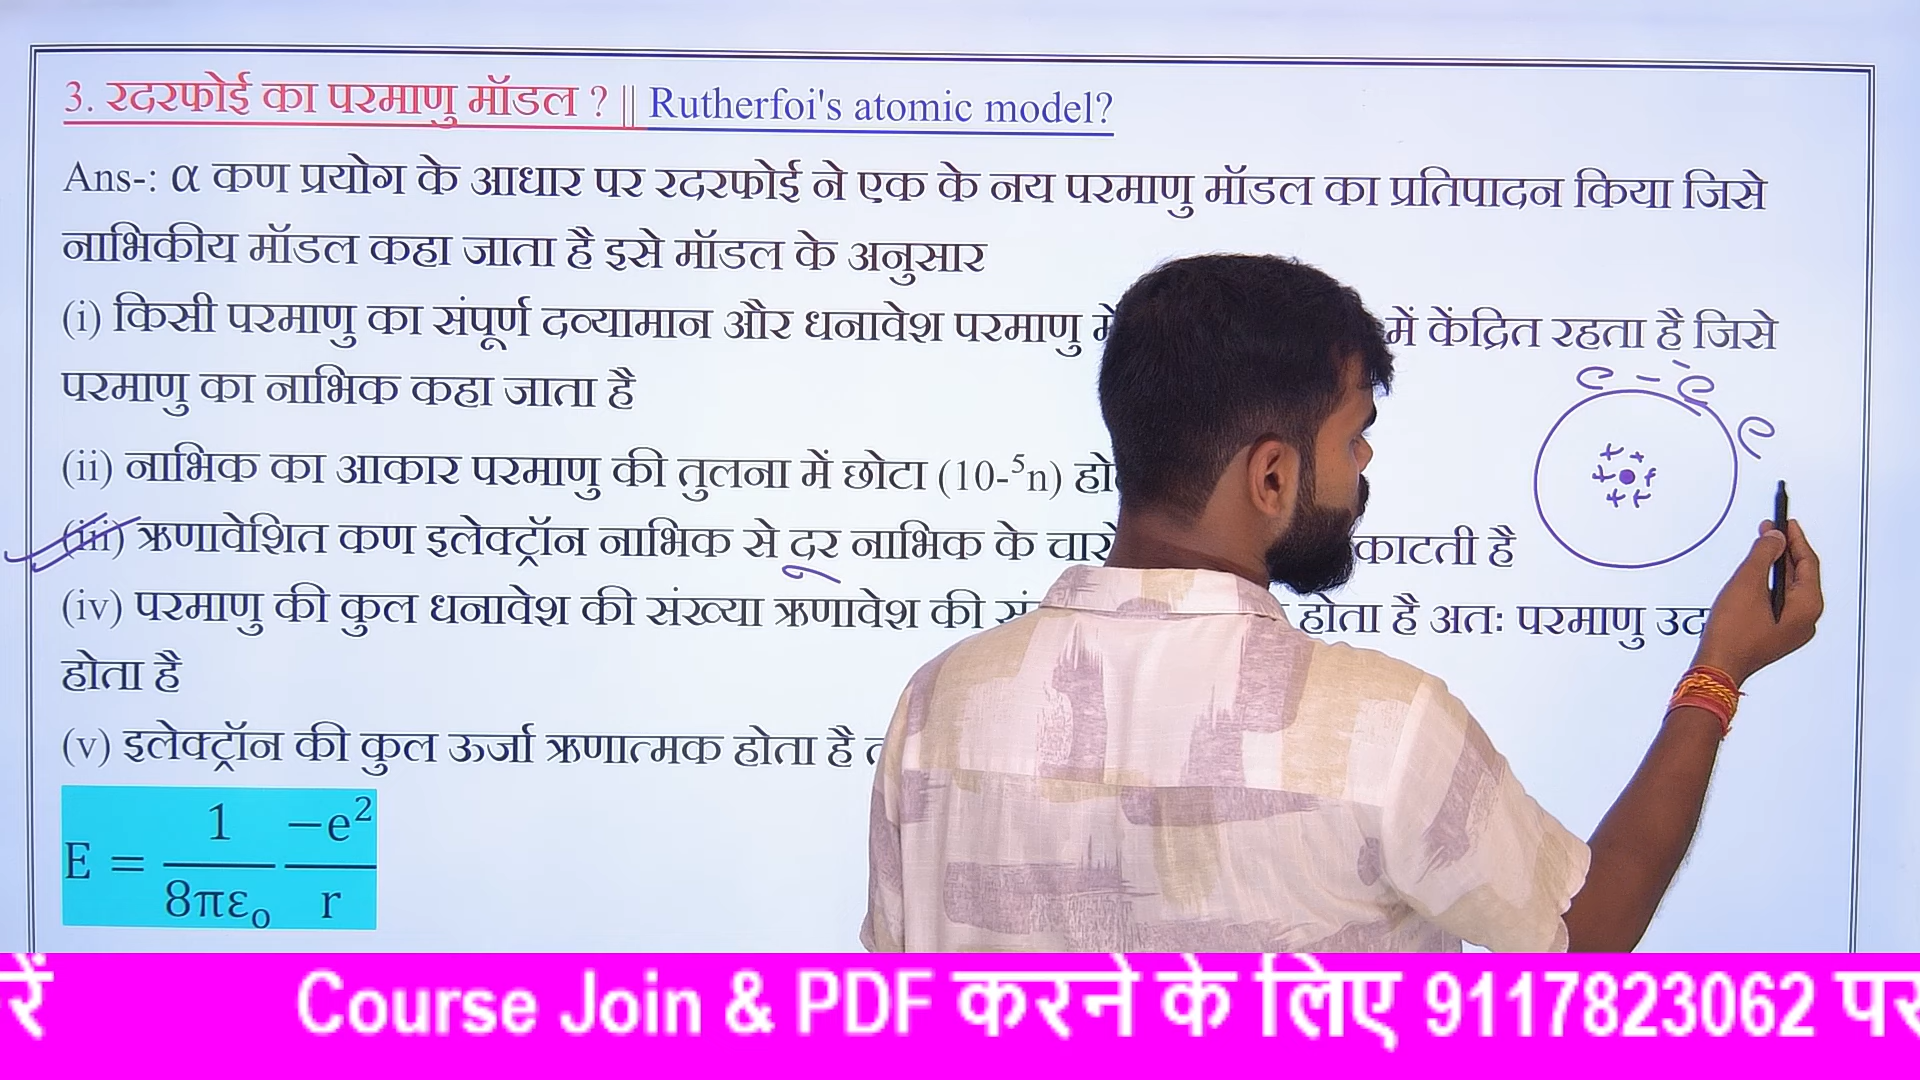 3. रदरफोर्ड का परमाणु मॉडल ? || Rutherfoi's atomic model?
Ans-: α कण प्रयोग के आधार पर रदरफोर्ड ने एक के नय परमाणु मॉडल का प्रतिपादन किया जिसे
नाभिकीय मॉडल कहा जाता है इसे मॉडल के अनुसार
(i) किसी परमाणु का संपूर्ण दव्यामान और धनावेश परमाणु में केंद्रित रहता है जिसे
परमाणु का नाभिक कहा जाता है
(ii) नाभिक का आकार परमाणु की तुलना में छोटा (10-⁵n)
(iii) ऋणावेशित कण इलेक्ट्रॉन नाभिक से दूर नाभिक के काटती है
(iv) परमाणु की कुल धनावेश की संख्या ऋणावेश की होता है अतः परमाणु
होता है
(v) इलेक्ट्रॉन की कुल ऊर्जा ऋणात्मक होता है
E = 1/8πε₀ −e²/r
e - e e
+ + + + + +
Course Join & PDF करने के लिए 9117823062 पर